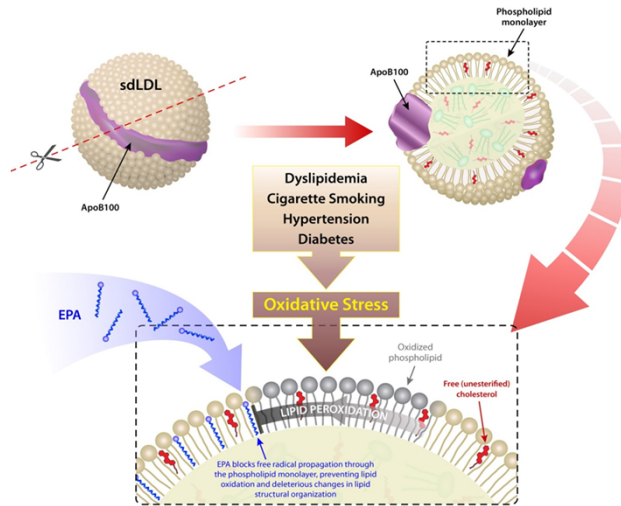 sdLDL
ApoB100
Phospholipid
monolayer
ApoB100
Dyslipidemia
Cigarette Smoking
Hypertension
Diabetes
Oxidative Stress
EPA
Oxidized
phospholipid
Free (unesterified)
cholesterol
LIPID PEROXIDATION
EPA blocks free radical propagation through
the phospholipid monolayer, preventing lipid
oxidation and deleterious changes in lipid
structural organization